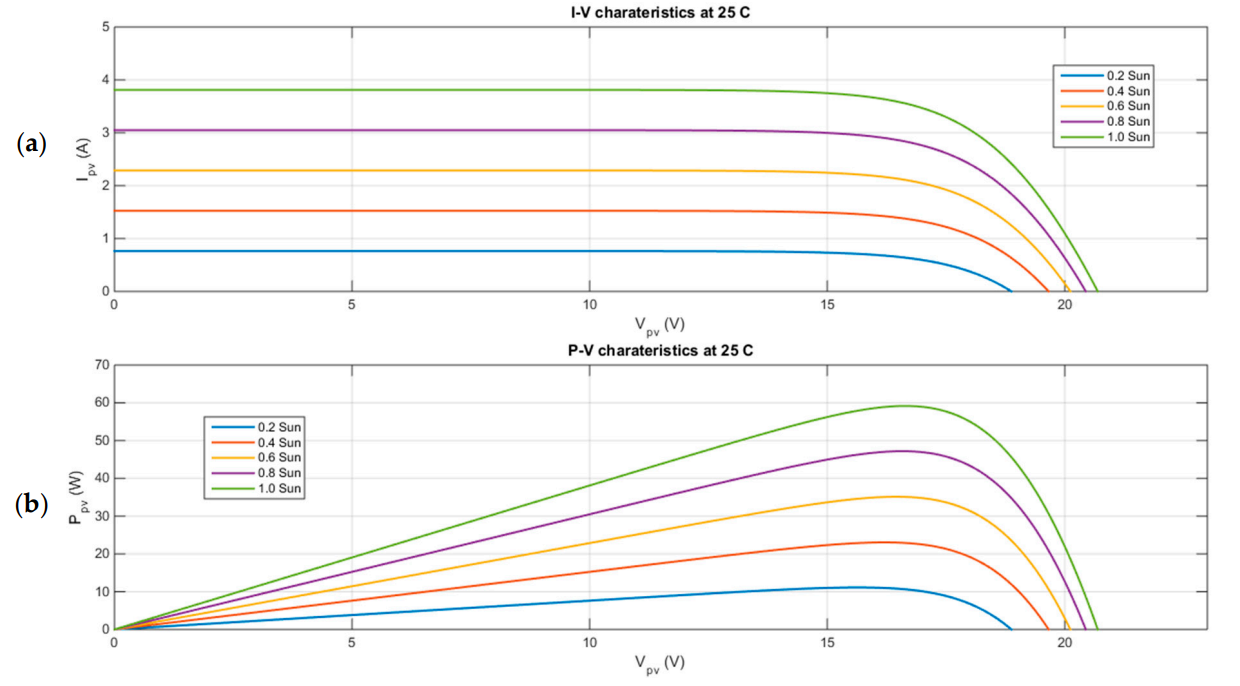 I-V charateristics at 25 C
(a)
I_pv (A)
5
4
3
2
1
0
0 5 10 15 20
V_pv (V)
0.2 Sun
0.4 Sun
0.6 Sun
0.8 Sun
1.0 Sun
P-V charateristics at 25 C
(b)
P_pv (W)
70
60
50
40
30
20
10
0
0 5 10 15 20
V_pv (V)
0.2 Sun
0.4 Sun
0.6 Sun
0.8 Sun
1.0 Sun